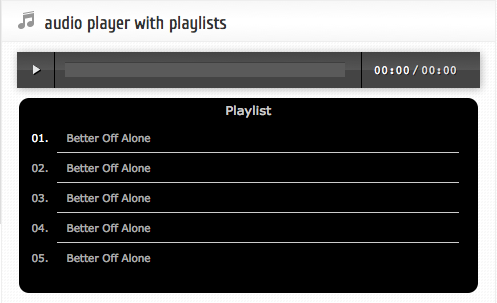 audio player with playlists
00:00 / 00:00
Playlist
01. Better Off Alone
02. Better Off Alone
03. Better Off Alone
04. Better Off Alone
05. Better Off Alone